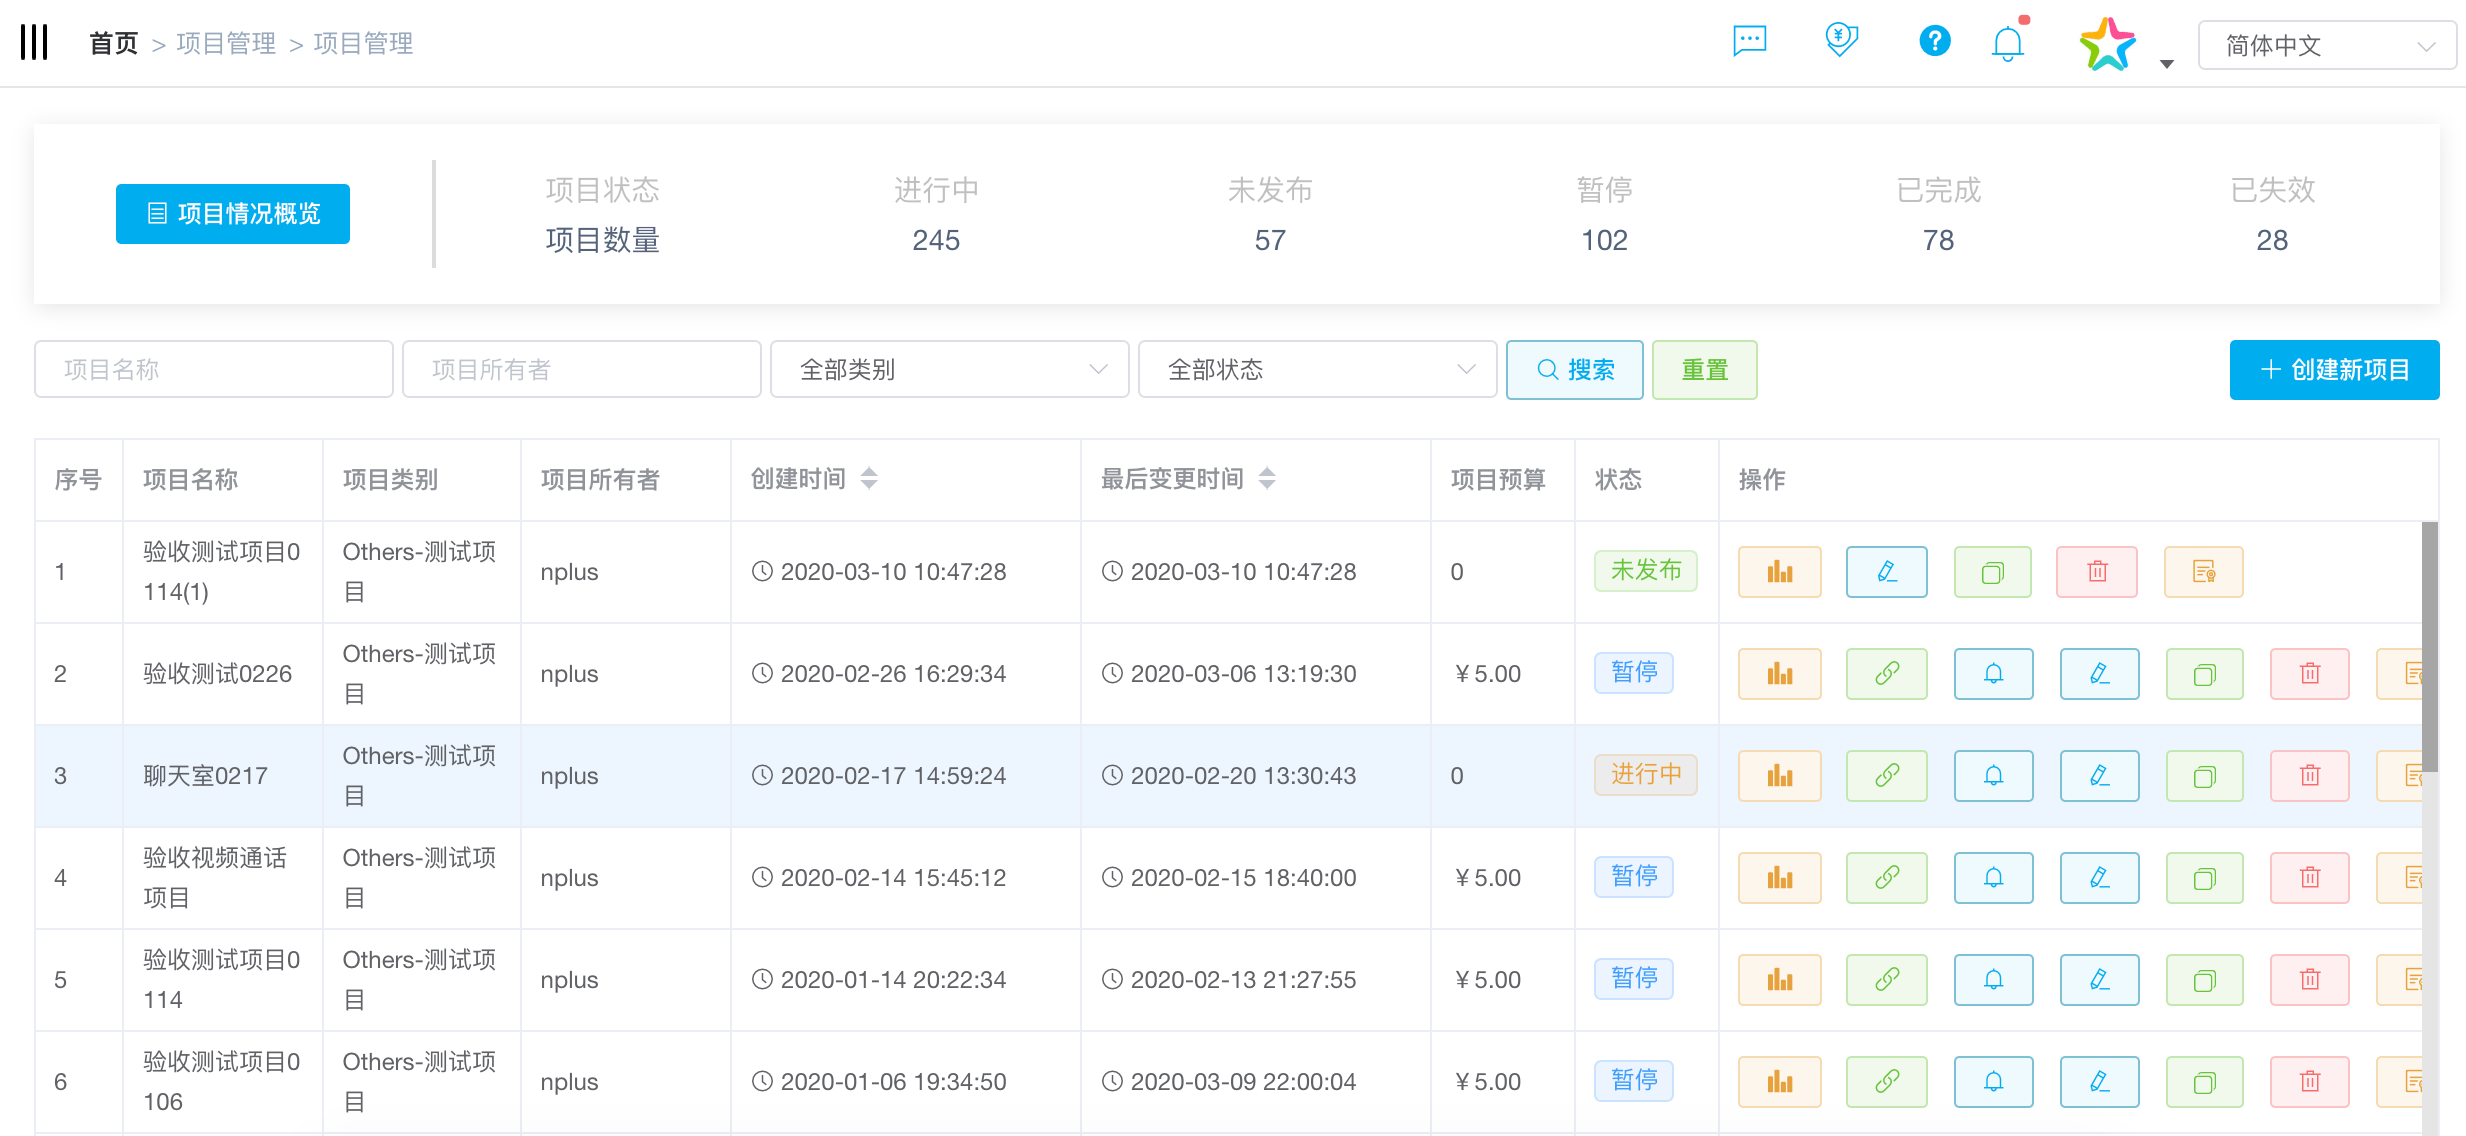 首页 > 项目管理 > 项目管理
简体中文
项目情况概览
项目状态 进行中 未发布 暂停 已完成 已失效
项目数量 245 57 102 78 28
项目名称 项目所有者 全部类别 全部状态 搜索 重置 创建新项目
序号 项目名称 项目类别 项目所有者 创建时间 最后变更时间 项目预算 状态 操作
1 验收测试项目0 Others-测试项 nplus 2020-03-10 10:47:28 2020-03-10 10:47:28 0 未发布
114(1) 目
2 验收测试0226 Others-测试项 nplus 2020-02-26 16:29:34 2020-03-06 13:19:30 ¥5.00 暂停
目
3 聊天室0217 Others-测试项 nplus 2020-02-17 14:59:24 2020-02-20 13:30:43 0 进行中
目
4 验收视频通话 Others-测试项 nplus 2020-02-14 15:45:12 2020-02-15 18:40:00 ¥5.00 暂停
项目 目
5 验收测试项目0 Others-测试项 nplus 2020-01-14 20:22:34 2020-02-13 21:27:55 ¥5.00 暂停
114 目
6 验收测试项目0 Others-测试项 nplus 2020-01-06 19:34:50 2020-03-09 22:00:04 ¥5.00 暂停
106 目